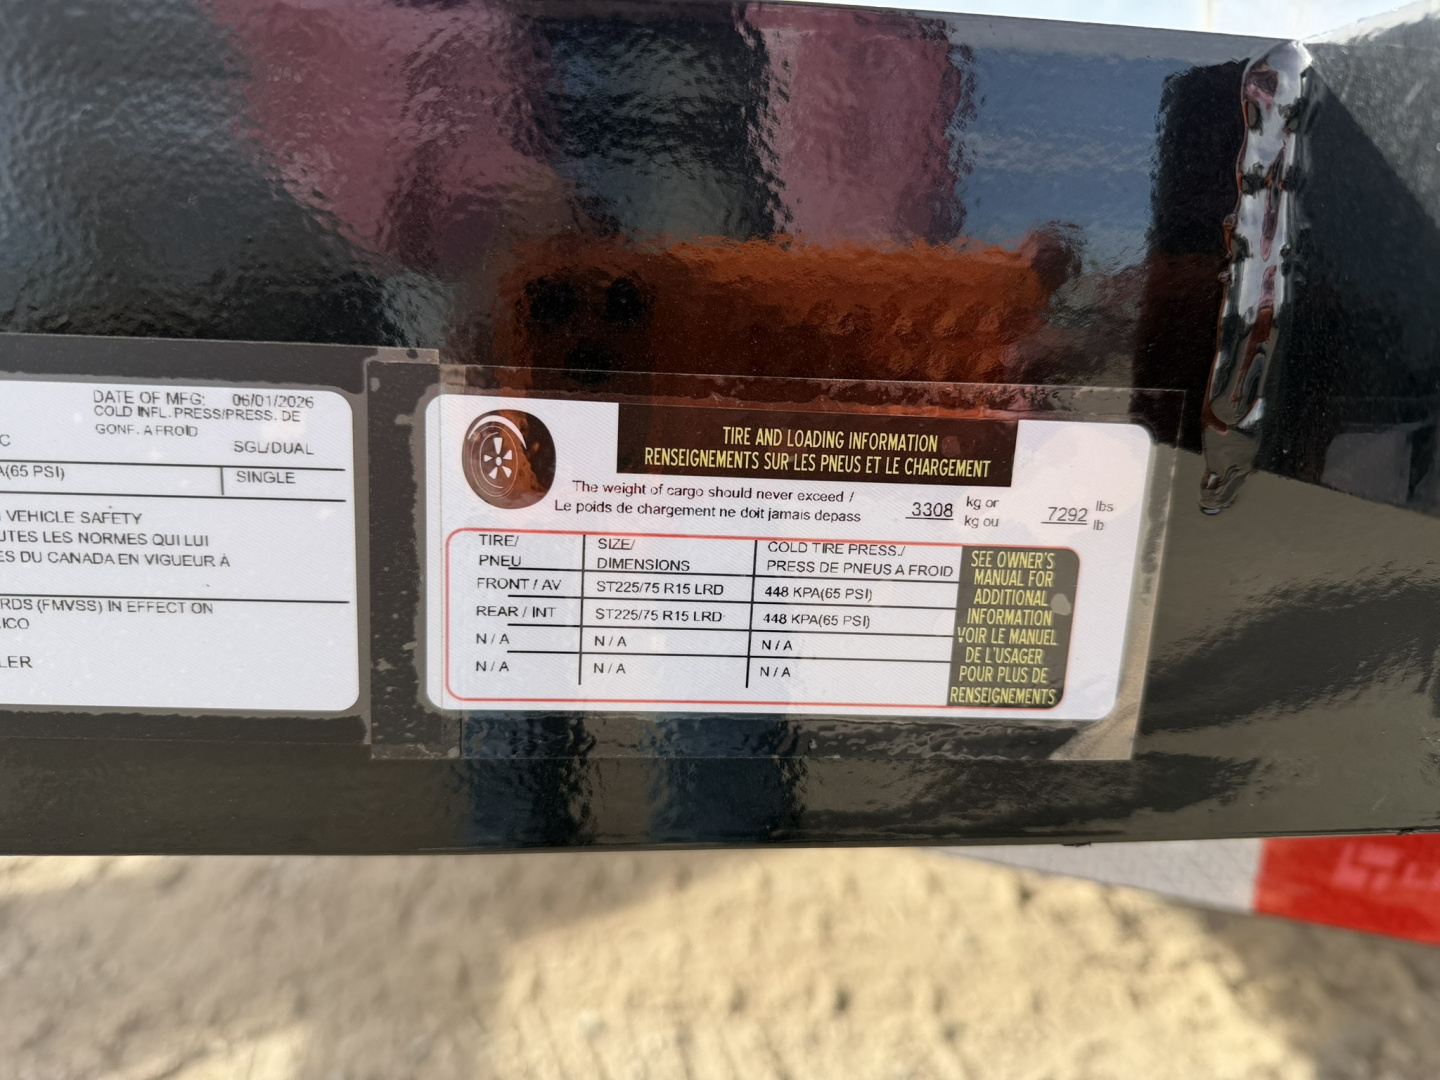 DATE OF MFG: 06/01/2026
COLD INFL. PRESS/PRESS. DE
GONF. A FROID
C
SGL/DUAL
A(65 PSI) SINGLE
VEHICLE SAFETY
UTES LES NORMES QUI LUI
ES DU CANADA EN VIGUEUR À
RDS (FMVSS) IN EFFECT ON
ICO
LER
TIRE AND LOADING INFORMATION
RENSEIGNEMENTS SUR LES PNEUS ET LE CHARGEMENT
The weight of cargo should never exceed / kg or lbs
Le poids de chargement ne doit jamais depass 3308 kg ou 7292 lb
TIRE/ SIZE/ COLD TIRE PRESS./
PNEU DIMENSIONS PRESS DE PNEUS A FROID
FRONT / AV ST225/75 R15 LRD 448 KPA(65 PSI)
REAR / INT ST225/75 R15 LRD 448 KPA(65 PSI)
N / A N / A N / A
N / A N / A N / A
SEE OWNER'S
MANUAL FOR
ADDITIONAL
INFORMATION
VOIR LE MANUEL
DE L'USAGER
POUR PLUS DE
RENSEIGNEMENTS